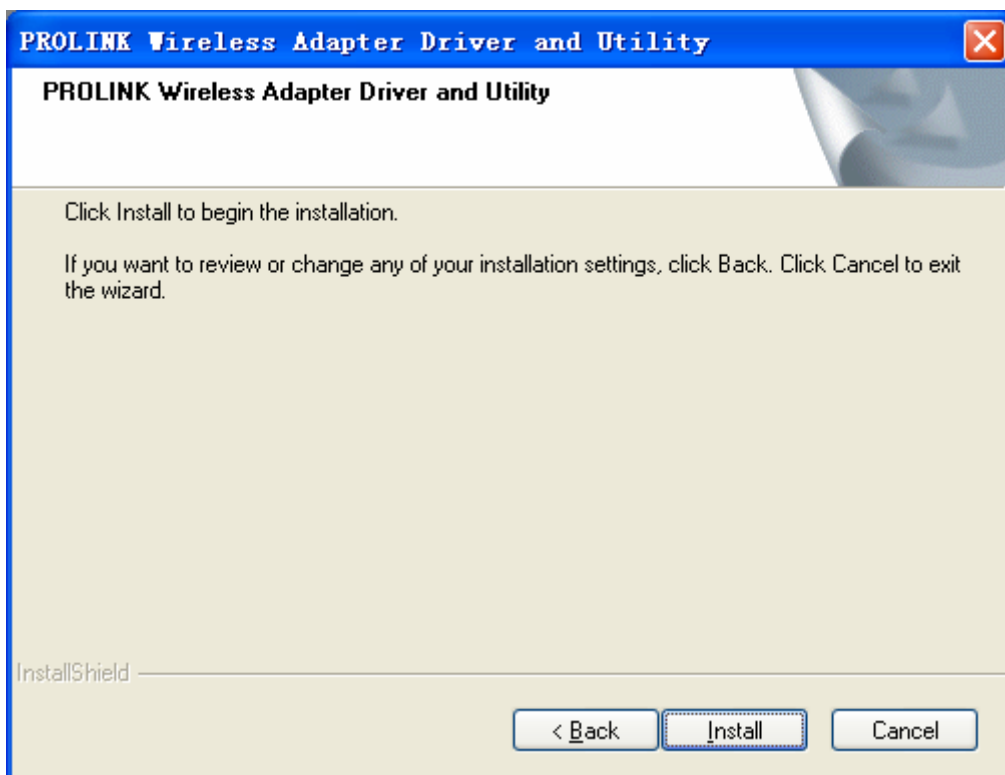 PROLINK Wireless Adapter Driver and Utility
PROLINK Wireless Adapter Driver and Utility
Click Install to begin the installation.
If you want to review or change any of your installation settings, click Back. Click Cancel to exit
the wizard.
InstallShield
< Back
Install
Cancel